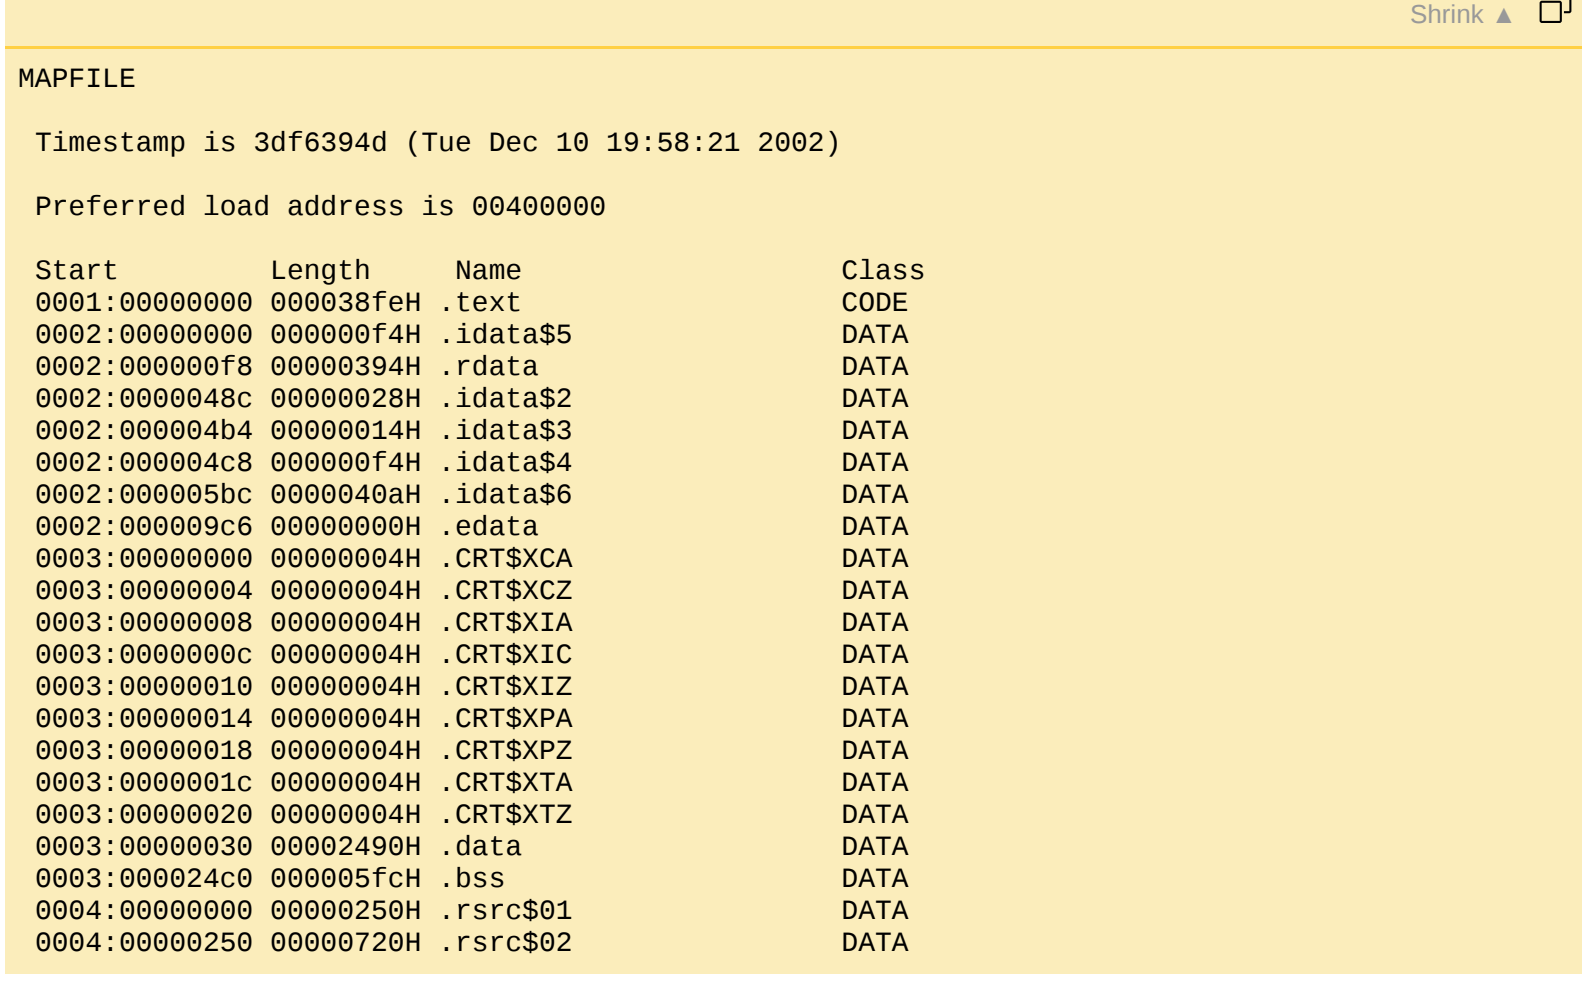 Shrink ▲
MAPFILE
Timestamp is 3df6394d (Tue Dec 10 19:58:21 2002)
Preferred load address is 00400000
Start         Length     Name                   Class
0001:00000000 000038feH .text                   CODE
0002:00000000 000000f4H .idata$5                DATA
0002:000000f8 00000394H .rdata                  DATA
0002:0000048c 00000028H .idata$2                DATA
0002:000004b4 00000014H .idata$3                DATA
0002:000004c8 000000f4H .idata$4                DATA
0002:000005bc 0000040aH .idata$6                DATA
0002:000009c6 00000000H .edata                  DATA
0003:00000000 00000004H .CRT$XCA                DATA
0003:00000004 00000004H .CRT$XCZ                DATA
0003:00000008 00000004H .CRT$XIA                DATA
0003:0000000c 00000004H .CRT$XIC                DATA
0003:00000010 00000004H .CRT$XIZ                DATA
0003:00000014 00000004H .CRT$XPA                DATA
0003:00000018 00000004H .CRT$XPZ                DATA
0003:0000001c 00000004H .CRT$XTA                DATA
0003:00000020 00000004H .CRT$XTZ                DATA
0003:00000030 00002490H .data                   DATA
0003:000024c0 000005fcH .bss                    DATA
0004:00000000 00000250H .rsrc$01                DATA
0004:00000250 00000720H .rsrc$02                DATA